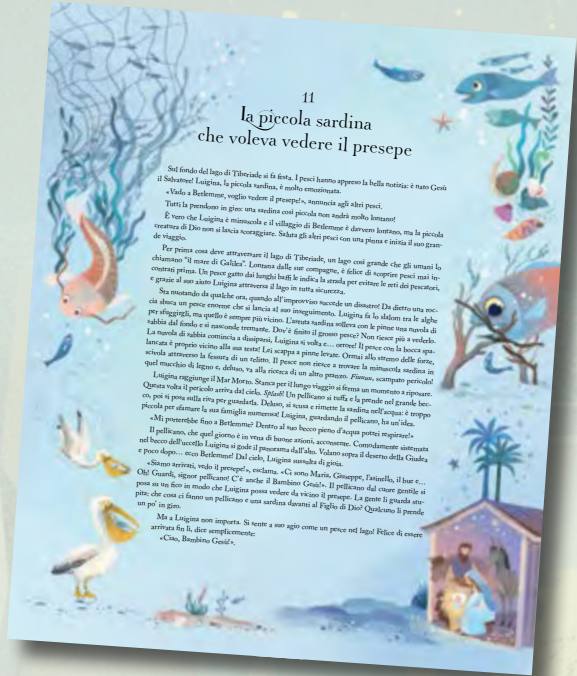 11
La piccola sardina
che voleva vedere il presepe
Sul fondo del lago di Tiberiade si fa festa. I pesci hanno appreso la bella notizia: è nato Gesù
il Salvatore! Luigina, la piccola sardina, è molto emozionata.
«Vado a Betlemme, voglio vedere il presepe!», annuncia agli altri pesci.
Tutti la prendono in giro: una sardina così piccola non andrà molto lontano!
È vero che Luigina è minuscola e il villaggio di Betlemme è davvero lontano, ma la piccola
creatura di Dio non si lascia scoraggiare. Saluta gli altri pesci con una pinna e inizia il suo gran-
de viaggio.
Per prima cosa deve attraversare il lago di Tiberiade, un lago così grande che gli umani lo
chiamano "il mare di Galilea". Lontana dalle sue compagne, è felice di scoprire pesci mai in-
contrati prima. Un pesce gatto dai lunghi baffi le indica la strada per evitare le reti dei pescatori,
e grazie al suo aiuto Luigina attraversa il lago in tutta sicurezza.
Sta nuotando da qualche ora, quando all'improvviso succede un disastro! Da dietro una roc-
cia sbuca un pesce enorme che si lancia al suo inseguimento. Luigina fa lo slalom tra le alghe
per sfuggirgli, ma quello è sempre più vicino. L'astuta sardina solleva con le pinne una nuvola di
sabbia dal fondo e si nasconde tremante. Dov'è finito il grosso pesce? Non riesce più a vederlo.
La nuvola di sabbia comincia a dissiparsi, Luigina si volta e… orrore! Il pesce con la bocca spa-
lancata è proprio vicino alla sua testa! Lei scappa a pinne levate. Ormai allo stremo delle forze,
scivola attraverso la fessura di un relitto. Il pesce non riesce a trovare la minuscola sardina in
quel mucchio di legno e, deluso, va alla ricerca di un altro pranzo. Fiuuuu, scampato pericolo!
Luigina raggiunge il Mar Morto. Stanca per il lungo viaggio si ferma un momento a riposare.
Questa volta il pericolo arriva dal cielo. Splash! Un pellicano si tuffa e la prende nel grande bec-
co, poi si posa sulla riva per guardarla. Deluso, si scusa e rimette la sardina nell'acqua: è troppo
piccola per sfamare la sua famiglia numerosa! Luigina, guardando il pellicano, ha un'idea.
«Mi porterebbe fino a Betlemme? Dentro al suo becco pieno d'acqua potrei respirare!»
Il pellicano, che quel giorno è in vena di buone azioni, acconsente. Comodamente sistemata
nel becco dell'uccello Luigina si gode il panorama dall'alto. Volano sopra il deserto della Giudea
e poco dopo… ecco Betlemme! Dal cielo, Luigina sussulta di gioia.
«Siamo arrivati, vedo il presepe!», esclama. «Ci sono Maria, Giuseppe, l'asinello, il bue e…
Oh! Guardi, signor pellicano! C'è anche il Bambino Gesù!». Il pellicano dal cuore gentile si
posa su un fico in modo che Luigina possa vedere da vicino il presepe. La gente li guarda stu-
pita: che cosa ci fanno un pellicano e una sardina davanti al Figlio di Dio? Qualcuno li prende
un po' in giro.
Ma a Luigina non importa. Si sente a suo agio come un pesce nel lago! Felice di essere
arrivata fin lì, dice semplicemente:
«Ciao, Bambino Gesù!».